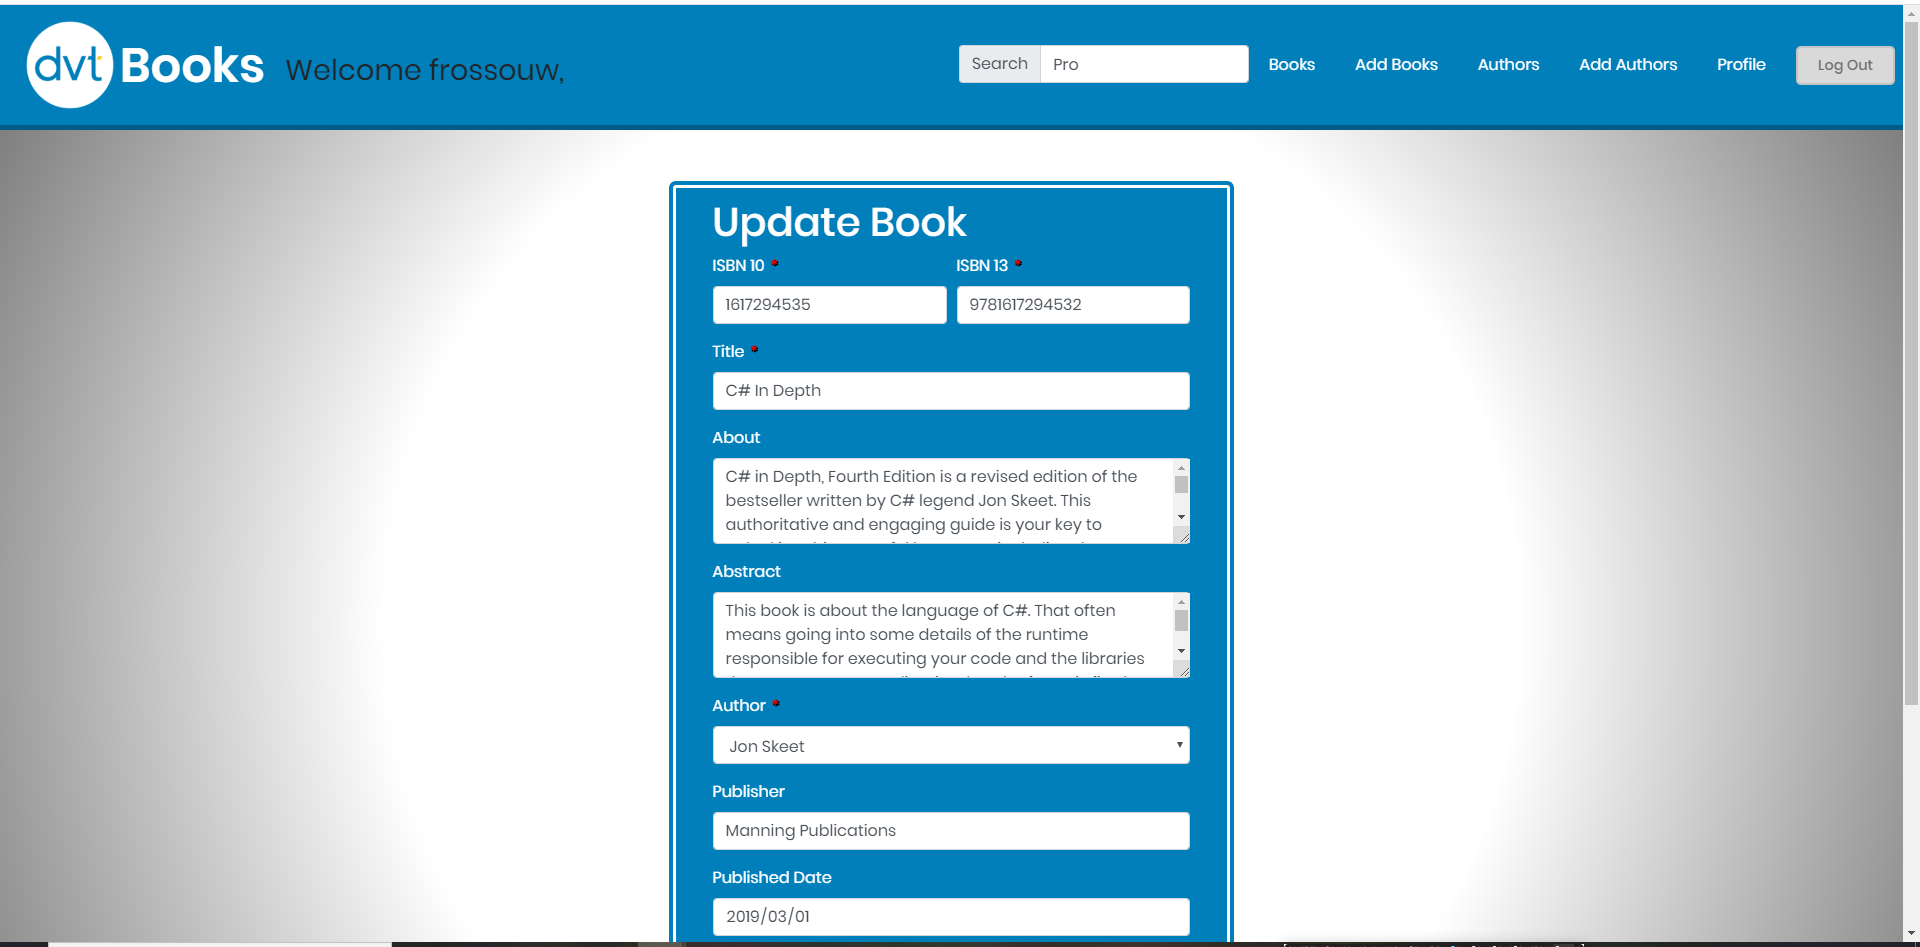 dvt Books Welcome frossouw,
Search Pro Books Add Books Authors Add Authors Profile Log Out
Update Book
ISBN 10 * ISBN 13 *
1617294535 9781617294532
Title *
C# In Depth
About
C# in Depth, Fourth Edition is a revised edition of the
bestseller written by C# legend Jon Skeet. This
authoritative and engaging guide is your key to
Abstract
This book is about the language of C#. That often
means going into some details of the runtime
responsible for executing your code and the libraries
Author *
Jon Skeet
Publisher
Manning Publications
Published Date
2019/03/01